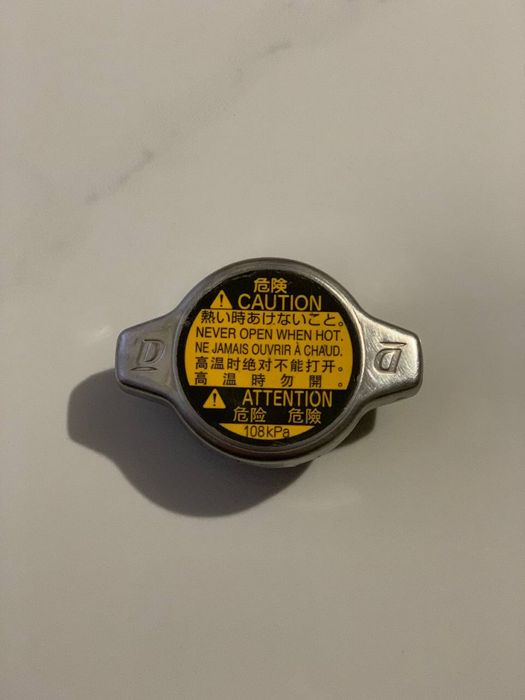 危険
CAUTION
熱い時あけないこと。
NEVER OPEN WHEN HOT.
NE JAMAIS OUVRIR À CHAUD.
高温时绝对不能打开。
高温時勿開。
ATTENTION
危险 危險
108kPa
D D